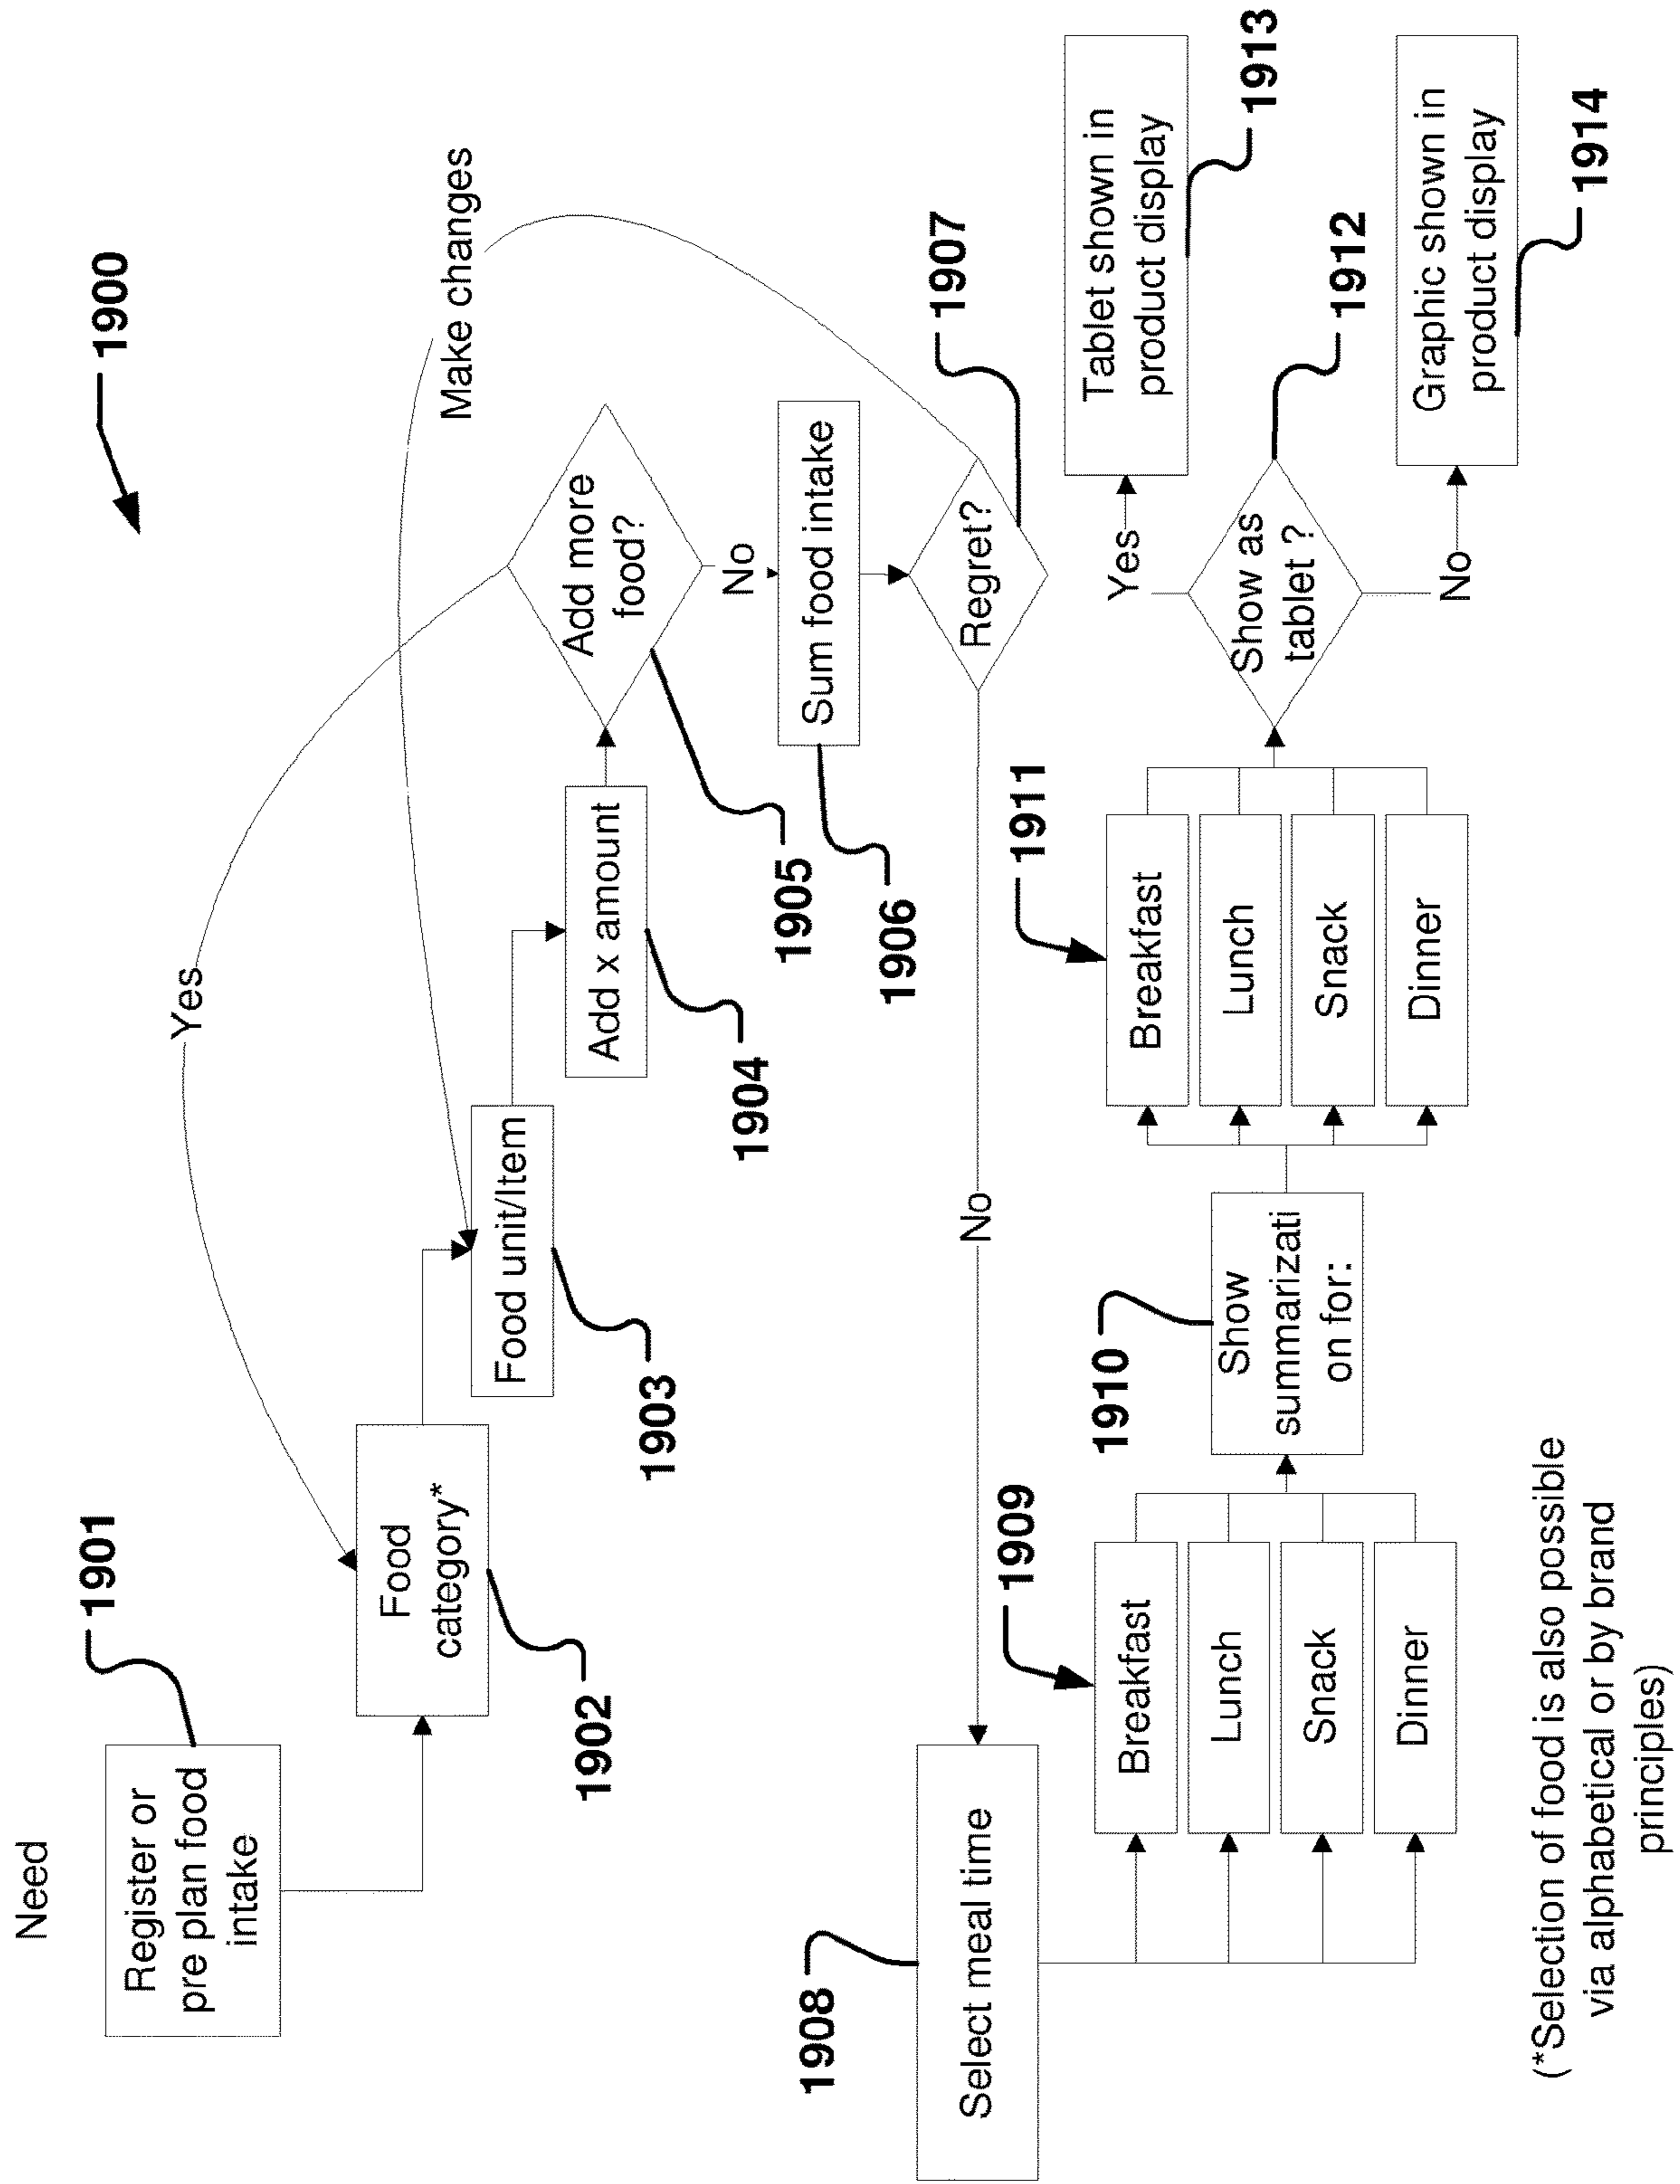 Need
1900
1901
Register or
pre plan food
intake
Yes
Make changes
Food
category*
1902
Food unit/Item
1903
Add x amount
1904
Add more
food?
1905
No
Sum food intake
1906
Regret?
1907
No
1908
Select meal time
1909
Breakfast
Lunch
Snack
Dinner
1910
Show
summarizati
on for:
1911
Breakfast
Lunch
Snack
Dinner
Show as
tablet ?
1912
Yes
Tablet shown in
product display
1913
No
Graphic shown in
product display
1914
(*Selection of food is also possible
via alphabetical or by brand
principles)